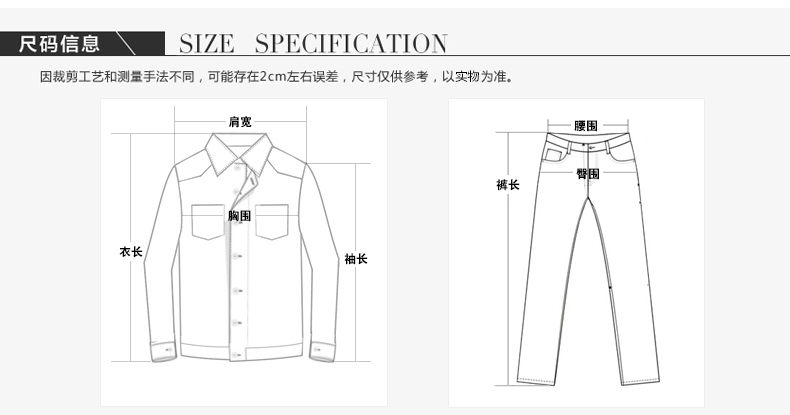 尺码信息 SIZE SPECIFICATION
因裁剪工艺和测量手法不同，可能存在2cm左右误差，尺寸仅供参考，以实物为准。
肩宽
胸围
衣长
袖长
腰围
臀围
裤长